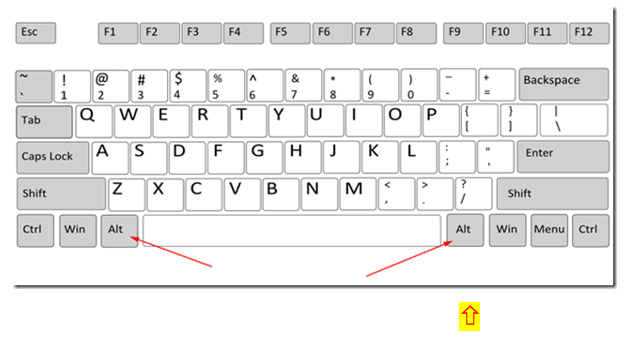 Esc F1 F2 F3 F4 F5 F6 F7 F8 F9 F10 F11 F12
~ ! @ # $ % ^ & * ( ) _ + Backspace
` 1 2 3 4 5 6 7 8 9 0 - =
Tab Q W E R T Y U I O P { } |
[ ] \
Caps Lock A S D F G H J K L : " Enter
; '
Shift Z X C V B N M < > ? Shift
, . /
Ctrl Win Alt Alt Win Menu Ctrl